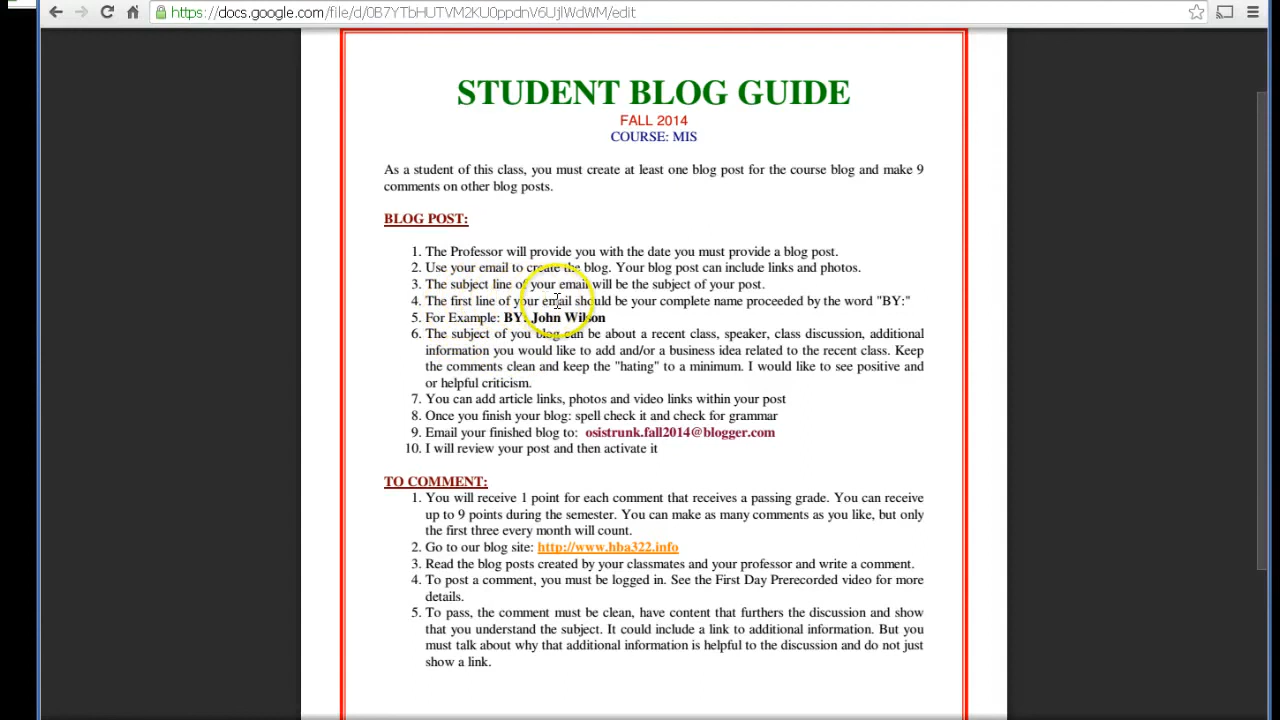 https://docs.google.com/file/d/0B7YTbHUTVM2KU0ppdnV6UjlWdWM/edit
STUDENT BLOG GUIDE
FALL 2014
COURSE: MIS
As a student of this class, you must create at least one blog post for the course blog and make 9
comments on other blog posts.
BLOG POST:
1. The Professor will provide you with the date you must provide a blog post.
2. Use your email to create the blog. Your blog post can include links and photos.
3. The subject line of your email will be the subject of your post.
4. The first line of your email should be your complete name proceeded by the word "BY:"
5. For Example: BY: John Wilson
6. The subject of you blog can be about a recent class, speaker, class discussion, additional
information you would like to add and/or a business idea related to the recent class. Keep
the comments clean and keep the "hating" to a minimum. I would like to see positive and
or helpful criticism.
7. You can add article links, photos and video links within your post
8. Once you finish your blog: spell check it and check for grammar
9. Email your finished blog to: osistrunk.fall2014@blogger.com
10. I will review your post and then activate it
TO COMMENT:
1. You will receive 1 point for each comment that receives a passing grade. You can receive
up to 9 points during the semester. You can make as many comments as you like, but only
the first three every month will count.
2. Go to our blog site: http://www.hba322.info
3. Read the blog posts created by your classmates and your professor and write a comment.
4. To post a comment, you must be logged in. See the First Day Prerecorded video for more
details.
5. To pass, the comment must be clean, have content that furthers the discussion and show
that you understand the subject. It could include a link to additional information. But you
must talk about why that additional information is helpful to the discussion and do not just
show a link.